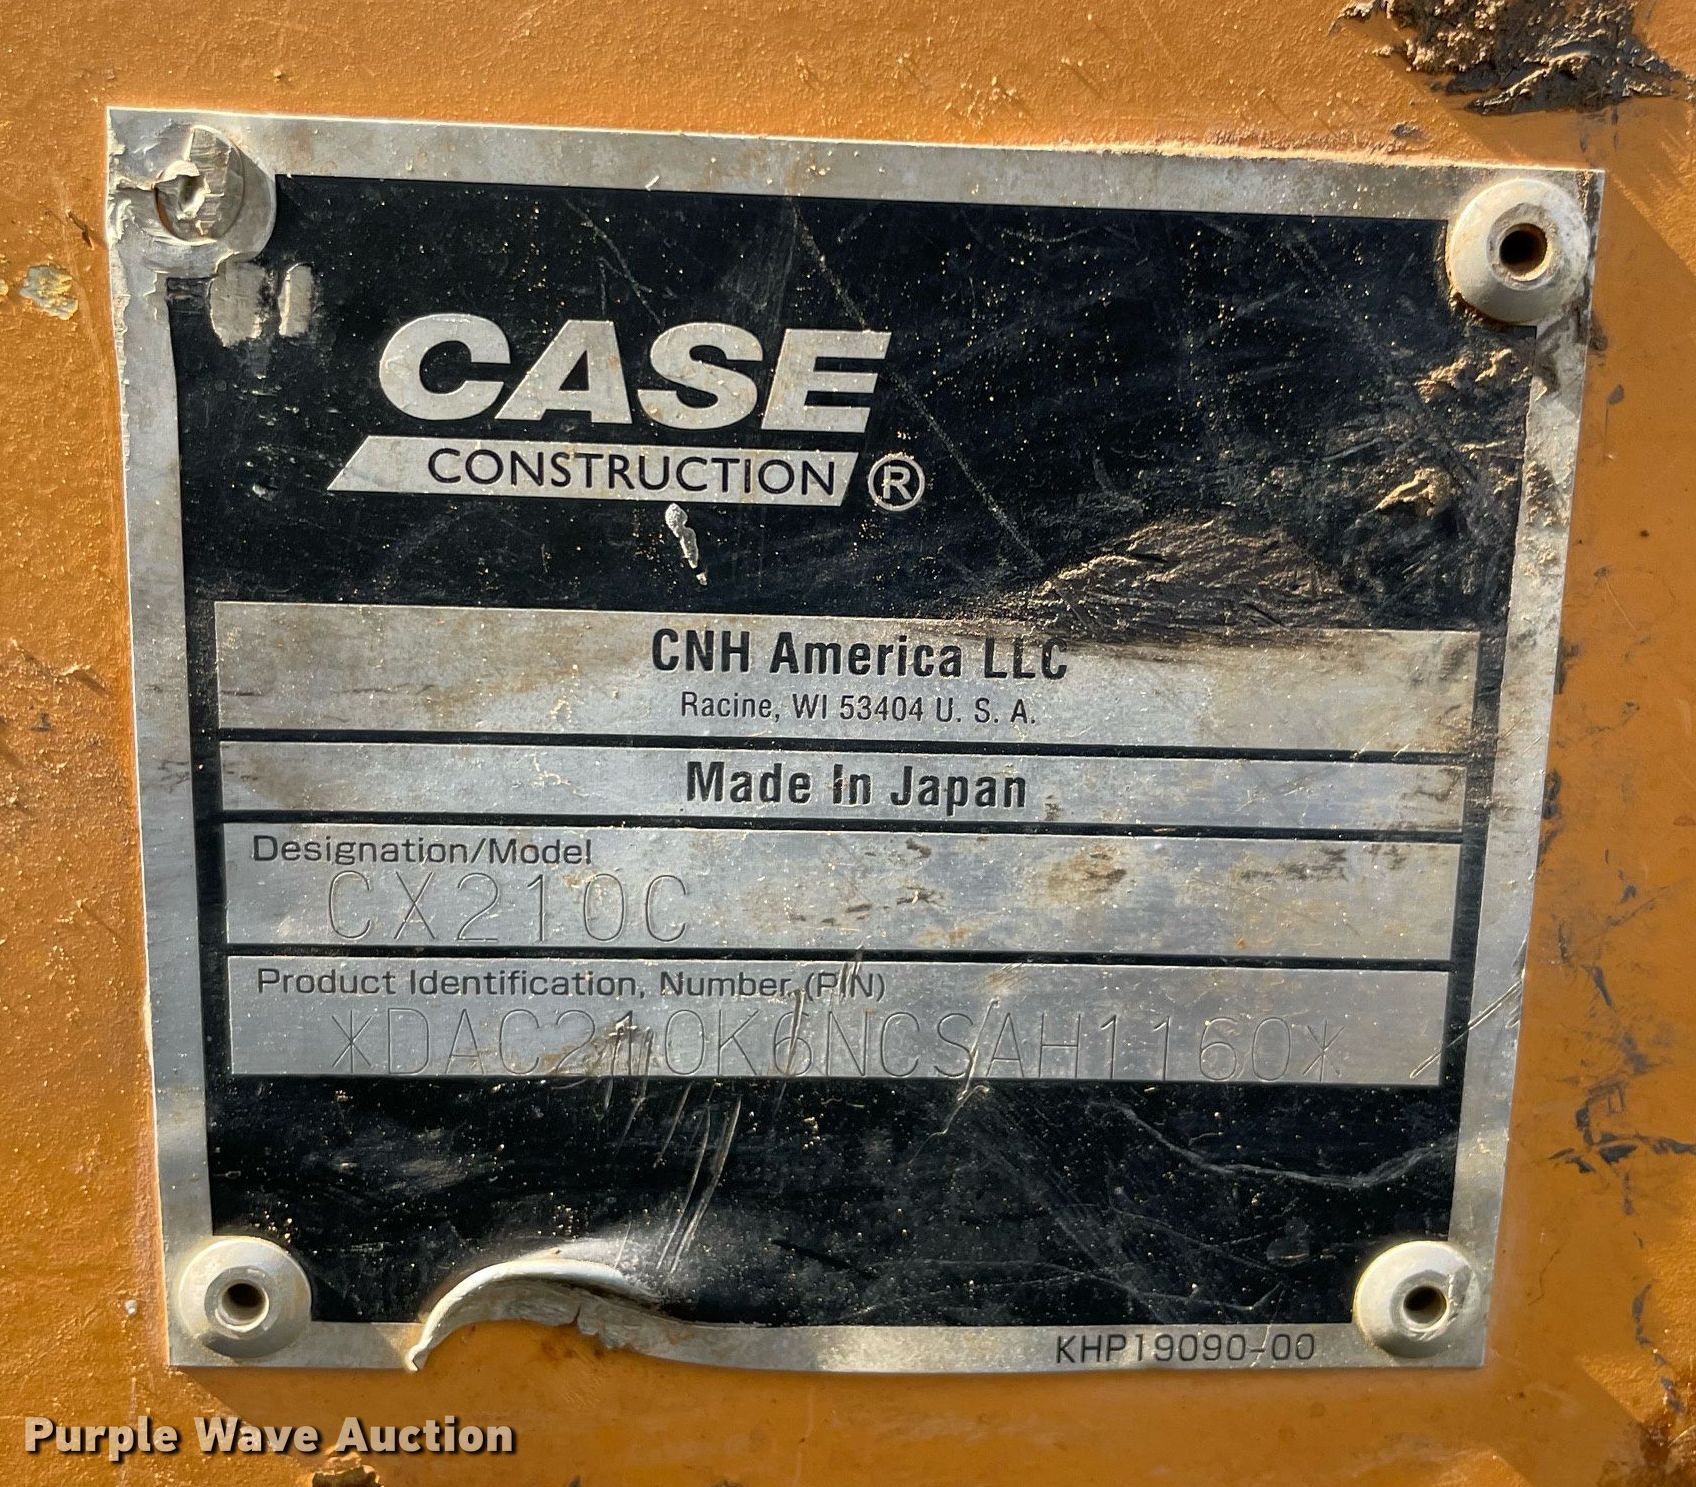 CASE
CONSTRUCTION ®
CNH America LLC
Racine, WI 53404 U. S. A.
Made In Japan
Designation/Model
CX210C
Product Identification, Number, (PIN)
*DAC210K6NCSAH1160*
KHP19090-00
Purple Wave Auction